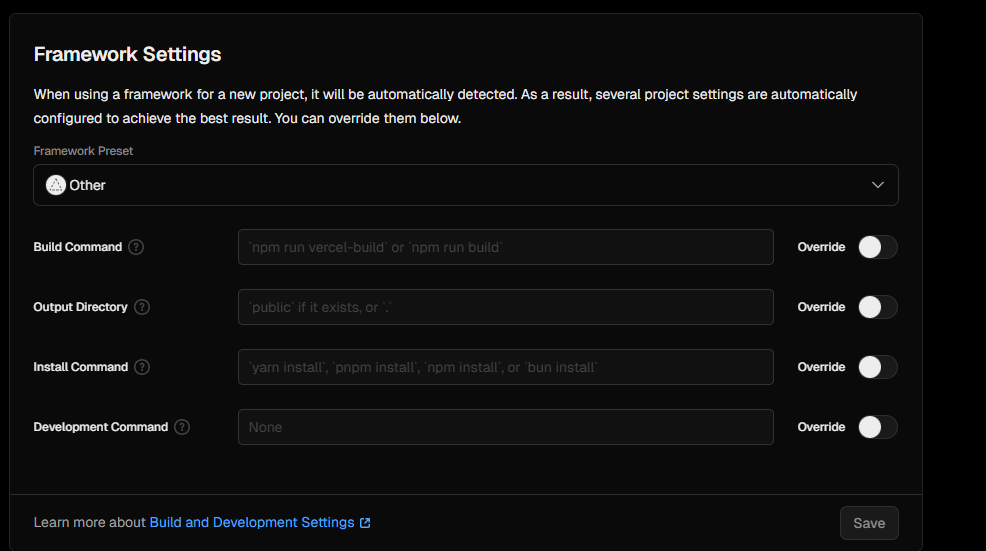 Framework Settings
When using a framework for a new project, it will be automatically detected. As a result, several project settings are automatically
configured to achieve the best result. You can override them below.
Framework Preset
Other
Build Command ?
`npm run vercel-build` or `npm run build`
Override
Output Directory ?
`public` if it exists, or `.`
Override
Install Command ?
`yarn install`, `pnpm install`, `npm install`, or `bun install`
Override
Development Command ?
None
Override
Learn more about Build and Development Settings
Save